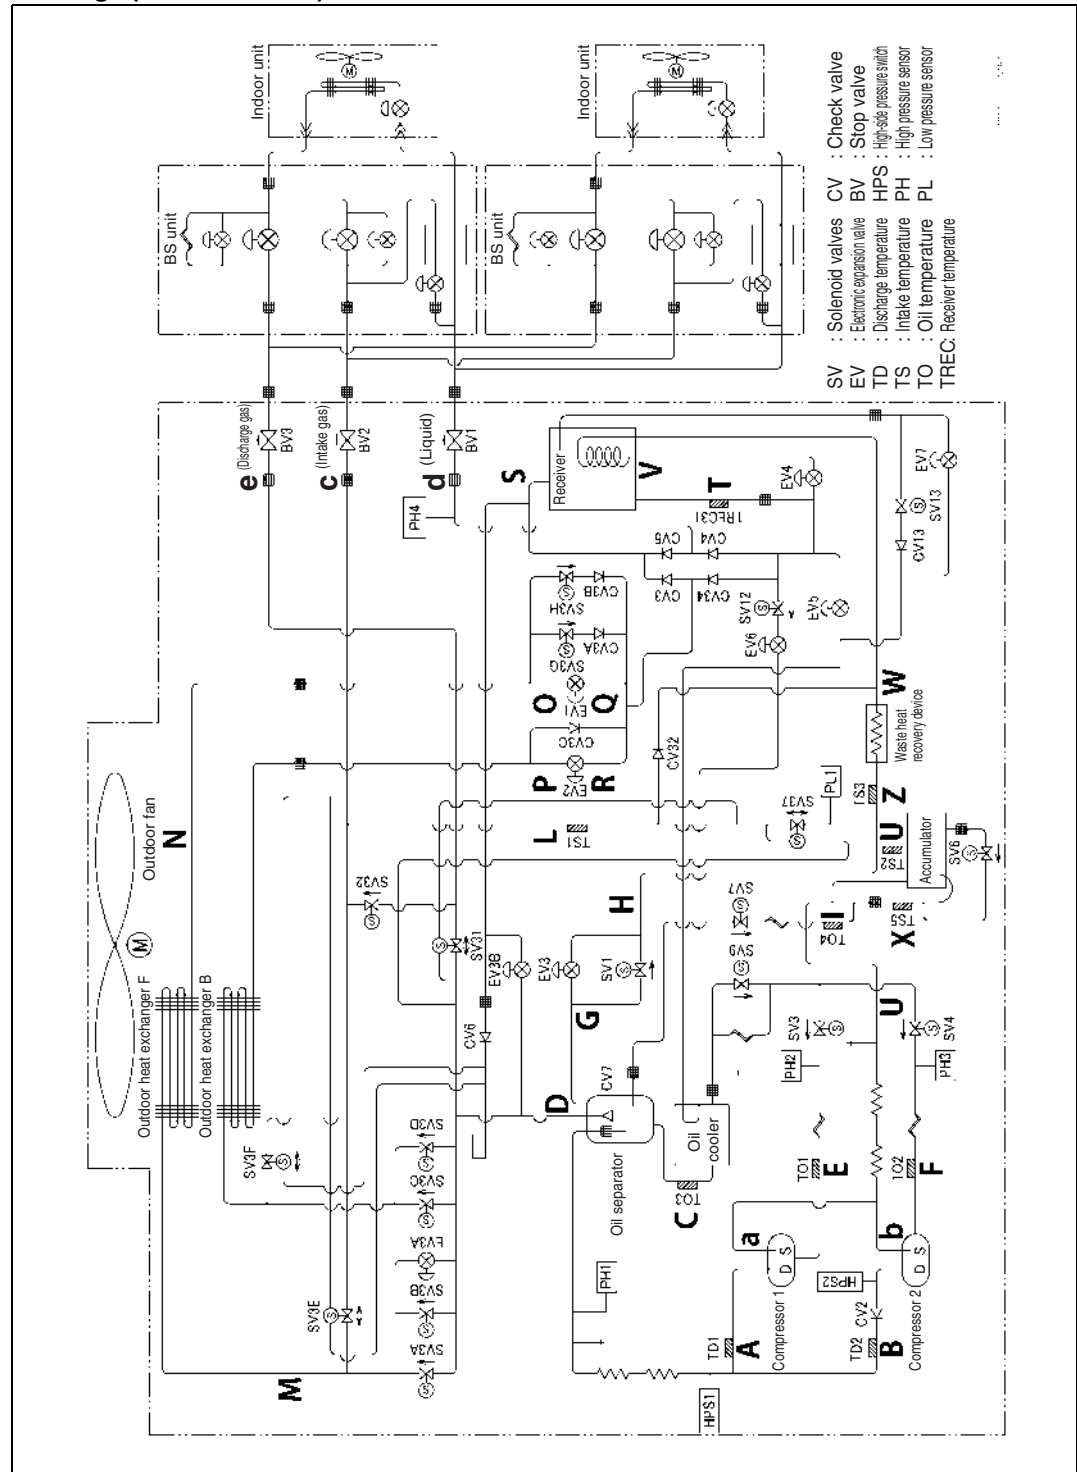 Indoor unit
M
Indoor unit
M
BS unit
BS unit
SV : Solenoid valves
EV : Electronic expansion valve
TD : Discharge temperature
TS : Intake temperature
TO : Oil temperature
TREC: Receiver temperature
CV : Check valve
BV : Stop valve
HPS : High-side pressure switch
PH : High pressure sensor
PL : Low pressure sensor
e (Discharge gas)
BV3
c (Intake gas)
BV2
d (Liquid)
BV1
PH4
S
Receiver
V
T
TREC31
EV4
EV7
SV13
CV13
CV5
CV4
CV3
CV34
SV12
EV5
EV6
SV3H
CV3B
SV3G
CV3A
O
EV1
Q
CV3C
P
EV2
R
CV32
W
Waste heat
recovery device
TS3
Z
PL1
SV37
U
TS2
Accumulator
SV6
N
Outdoor fan
M
Outdoor heat exchanger F
Outdoor heat exchanger B
L
TS1
SV32
SV31
H
SV7
I
TO4
X
TS5
EV3B
EV3
SV1
G
SV9
CV6
CV7
D
Oil
cooler
Oil separator
TO3
C
SV3
PH2
U
SV4
PH3
TO1
E
TO2
F
SV3F
SV3D
SV3C
EV3A
SV3B
SV3A
SV3E
M
PH1
a
D S
Compressor 1
b
D S
Compressor 2
HPS2
CV2
TD1
A
TD2
B
HPS1